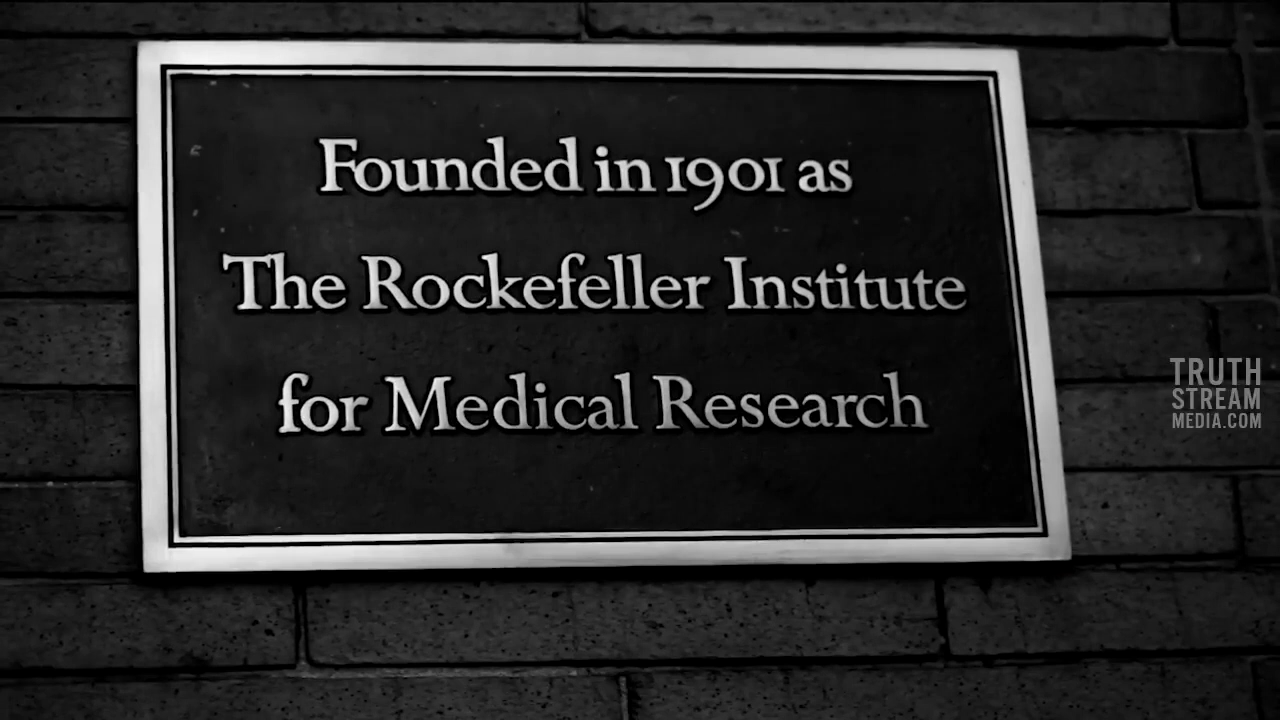 Founded in 1901 as
The Rockefeller Institute
for Medical Research
TRUTH
STREAM
MEDIA.COM